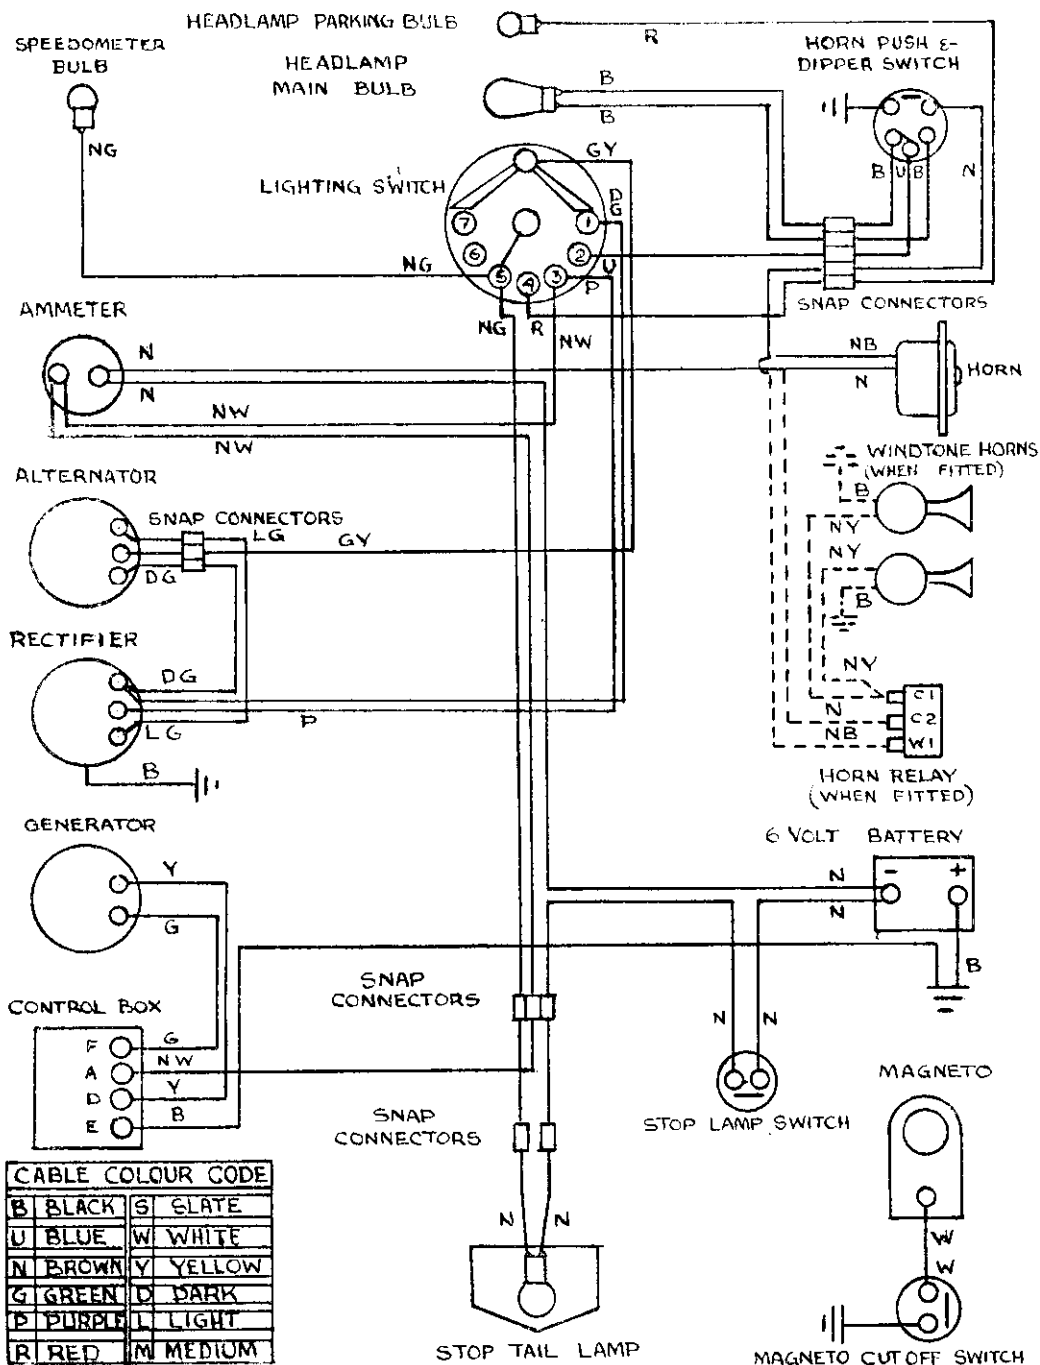 HEADLAMP PARKING BULB
R
SPEEDOMETER
BULB
HEADLAMP
MAIN BULB
HORN PUSH &
DIPPER SWITCH
B
B
NG
GY
LIGHTING SWITCH
D
G
B U B
N
7
1
6
2
5
4
3
NG
U
P
SNAP CONNECTORS
AMMETER
NG
R
NW
NB
N
N
N
HORN
NW
NW
WINDTONE HORNS
(WHEN FITTED)
B
NY
NY
B
ALTERNATOR
SNAP CONNECTORS
LG
GY
DG
RECTIFIER
DG
P
LG
B
NY
N
NB
C1
C2
W1
HORN RELAY
(WHEN FITTED)
GENERATOR
Y
G
6 VOLT BATTERY
N
N
- +
B
SNAP
CONNECTORS
CONTROL BOX
F G
A NW
D Y
E B
N N
STOP LAMP SWITCH
MAGNETO
SNAP
CONNECTORS
CABLE COLOUR CODE
B BLACK S SLATE
U BLUE W WHITE
N BROWN Y YELLOW
G GREEN D DARK
P PURPLE L LIGHT
R RED M MEDIUM
N N
STOP TAIL LAMP
W
W
MAGNETO CUT OFF SWITCH